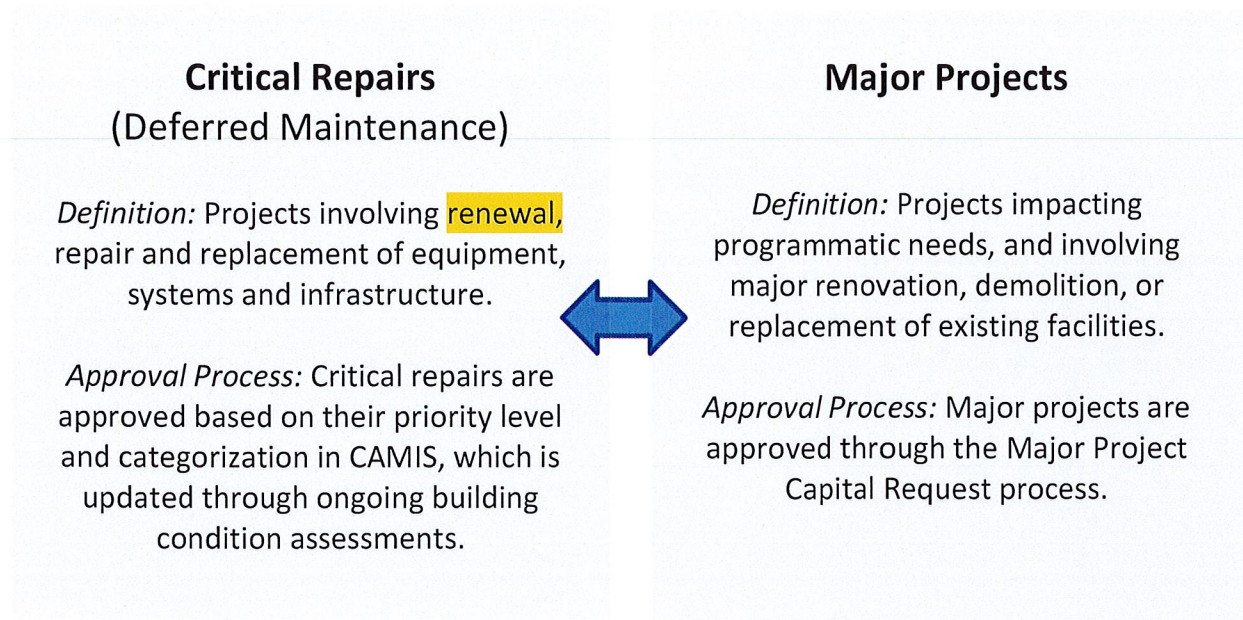 Critical Repairs
(Deferred Maintenance)
Definition: Projects involving renewal,
repair and replacement of equipment,
systems and infrastructure.
Approval Process: Critical repairs are
approved based on their priority level
and categorization in CAMIS, which is
updated through ongoing building
condition assessments.
Major Projects
Definition: Projects impacting
programmatic needs, and involving
major renovation, demolition, or
replacement of existing facilities.
Approval Process: Major projects are
approved through the Major Project
Capital Request process.